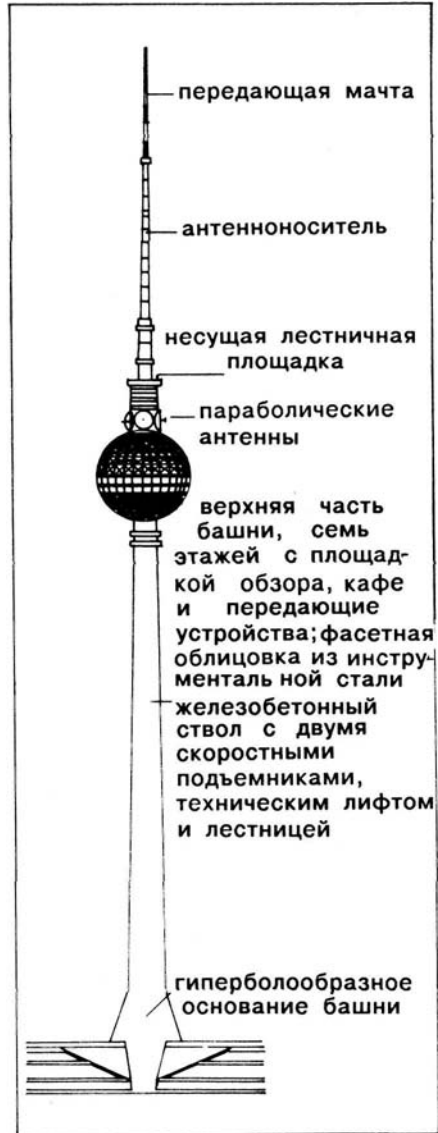 передающая мачта
антенноноситель
несущая лестничная
площадка
параболические
антенны
верхняя часть
башни, семь
этажей с площад-
кой обзора, кафе
и передающие
устройства; фасетная
облицовка из инстру-
менталь ной стали
железобетонный
ствол с двумя
скоростными
подъемниками,
техническим лифтом
и лестницей
гиперболообразное
основание башни